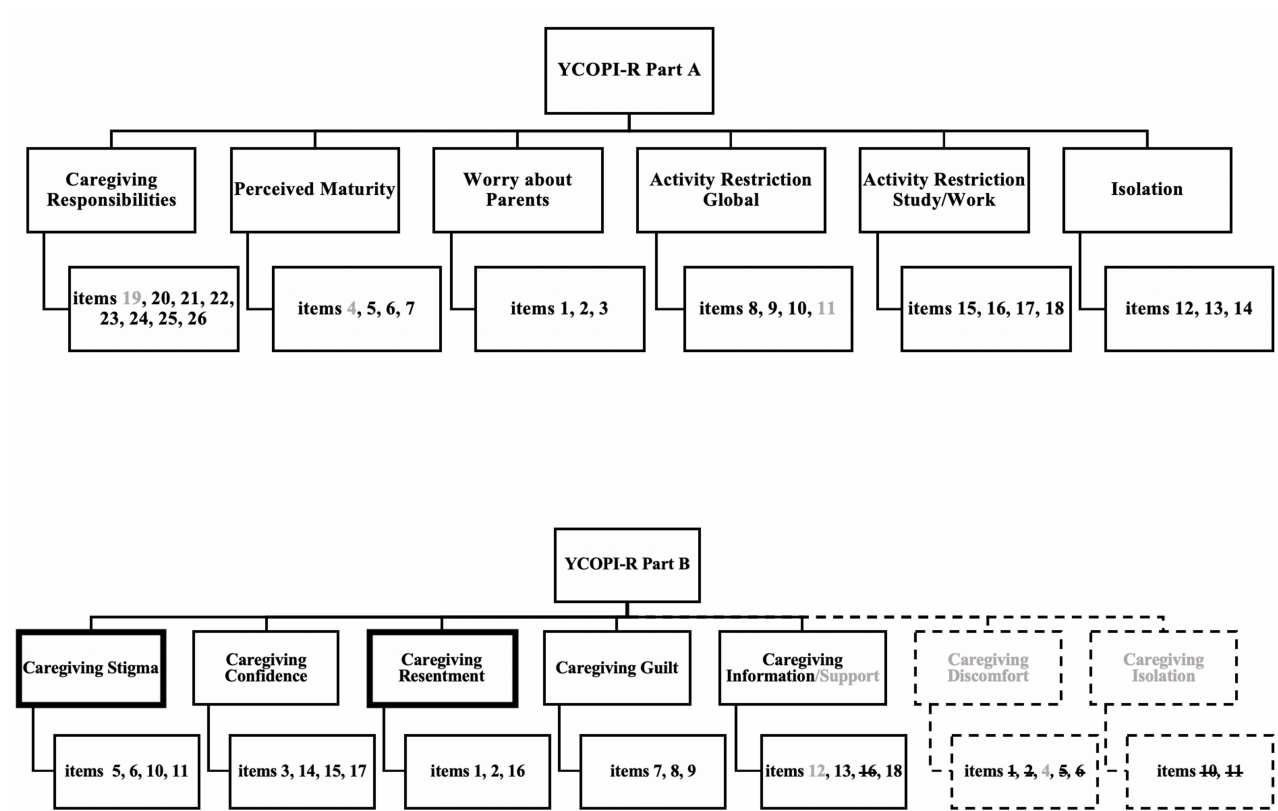 YCOPI-R Part A
Caregiving
Responsibilities
Perceived Maturity
Worry about
Parents
Activity Restriction
Global
Activity Restriction
Study/Work
Isolation
items 19, 20, 21, 22,
23, 24, 25, 26
items 4, 5, 6, 7
items 1, 2, 3
items 8, 9, 10, 11
items 15, 16, 17, 18
items 12, 13, 14
YCOPI-R Part B
Caregiving Stigma
Caregiving
Confidence
Caregiving
Resentment
Caregiving Guilt
Caregiving
Information/Support
Caregiving
Discomfort
Caregiving
Isolation
items 5, 6, 10, 11
items 3, 14, 15, 17
items 1, 2, 16
items 7, 8, 9
items 12, 13, 16, 18
items 1, 2, 4, 5, 6
items 10, 11